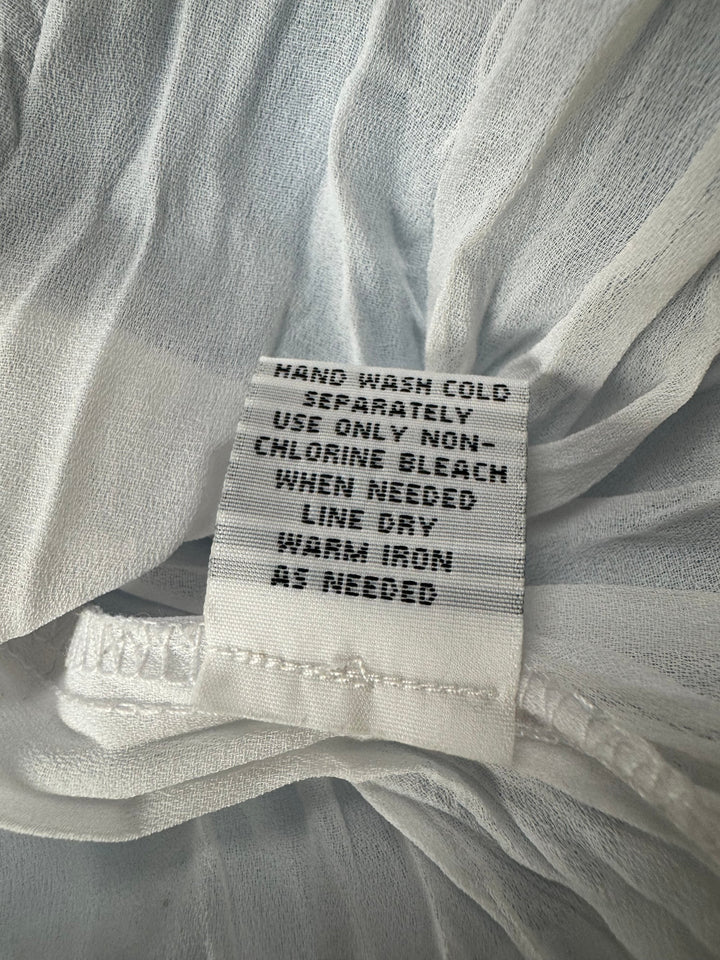 HAND WASH COLD
SEPARATELY
USE ONLY NON-
CHLORINE BLEACH
WHEN NEEDED
LINE DRY
WARM IRON
AS NEEDED